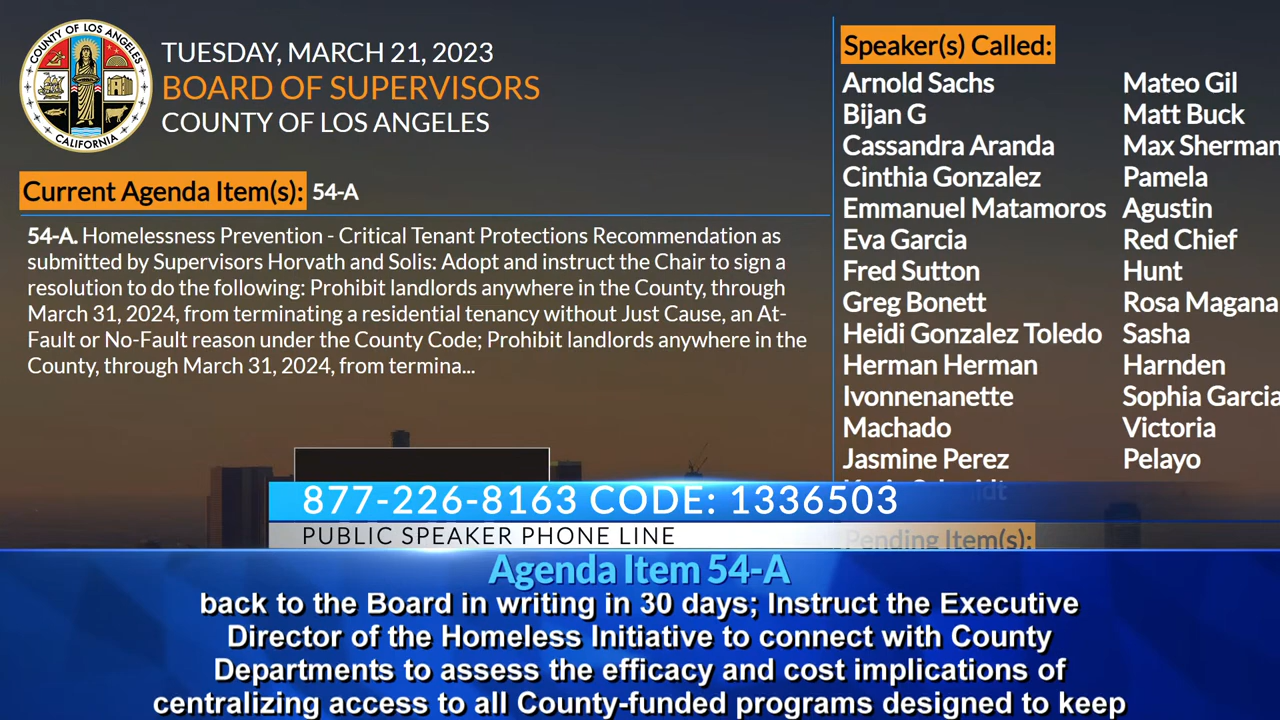 COUNTY OF LOS ANGELES
CALIFORNIA
TUESDAY, MARCH 21, 2023
BOARD OF SUPERVISORS
COUNTY OF LOS ANGELES
Current Agenda Item(s): 54-A
54-A. Homelessness Prevention - Critical Tenant Protections Recommendation as
submitted by Supervisors Horvath and Solis: Adopt and instruct the Chair to sign a
resolution to do the following: Prohibit landlords anywhere in the County, through
March 31, 2024, from terminating a residential tenancy without Just Cause, an At-
Fault or No-Fault reason under the County Code; Prohibit landlords anywhere in the
County, through March 31, 2024, from termina...
Speaker(s) Called:
Arnold Sachs
Bijan G
Cassandra Aranda
Cinthia Gonzalez
Emmanuel Matamoros
Eva Garcia
Fred Sutton
Greg Bonett
Heidi Gonzalez Toledo
Herman Herman
Ivonnenanette
Machado
Jasmine Perez
Mateo Gil
Matt Buck
Max Sherman
Pamela
Agustin
Red Chief
Hunt
Rosa Magana
Sasha
Harnden
Sophia Garcia
Victoria
Pelayo
Pending Item(s):
877-226-8163 CODE: 1336503
PUBLIC SPEAKER PHONE LINE
Agenda Item 54-A
back to the Board in writing in 30 days; Instruct the Executive
Director of the Homeless Initiative to connect with County
Departments to assess the efficacy and cost implications of
centralizing access to all County-funded programs designed to keep